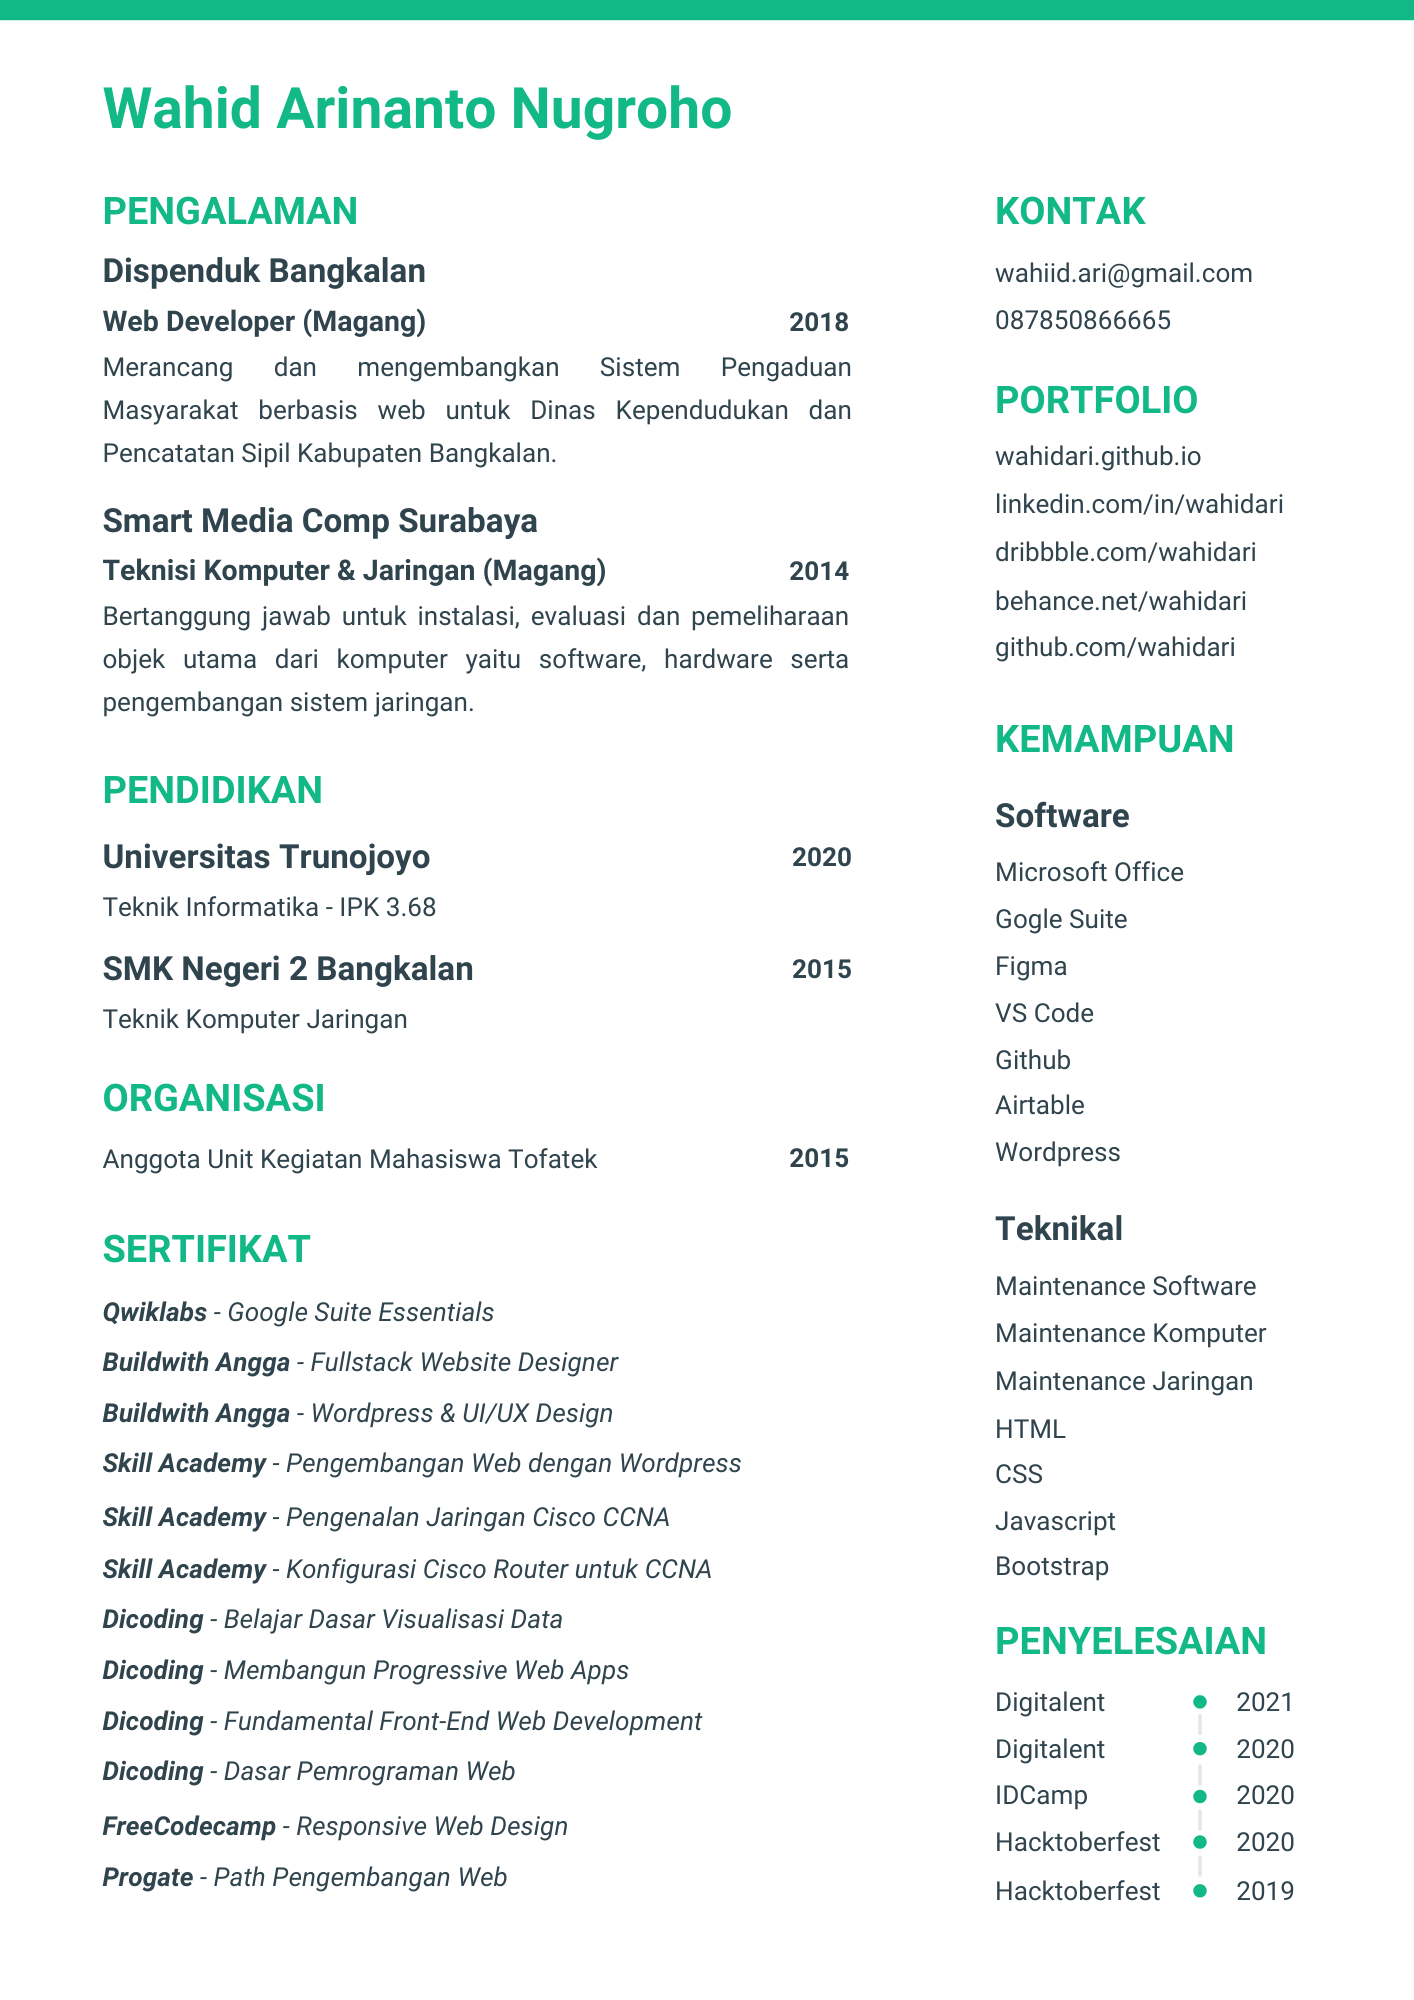 Wahid Arinanto Nugroho
PENGALAMAN
Dispenduk Bangkalan
Web Developer (Magang) 2018
Merancang dan mengembangkan Sistem Pengaduan
Masyarakat berbasis web untuk Dinas Kependudukan dan
Pencatatan Sipil Kabupaten Bangkalan.
Smart Media Comp Surabaya
Teknisi Komputer & Jaringan (Magang) 2014
Bertanggung jawab untuk instalasi, evaluasi dan pemeliharaan
objek utama dari komputer yaitu software, hardware serta
pengembangan sistem jaringan.
PENDIDIKAN
Universitas Trunojoyo 2020
Teknik Informatika - IPK 3.68
SMK Negeri 2 Bangkalan 2015
Teknik Komputer Jaringan
ORGANISASI
Anggota Unit Kegiatan Mahasiswa Tofatek 2015
SERTIFIKAT
Qwiklabs - Google Suite Essentials
Buildwith Angga - Fullstack Website Designer
Buildwith Angga - Wordpress & UI/UX Design
Skill Academy - Pengembangan Web dengan Wordpress
Skill Academy - Pengenalan Jaringan Cisco CCNA
Skill Academy - Konfigurasi Cisco Router untuk CCNA
Dicoding - Belajar Dasar Visualisasi Data
Dicoding - Membangun Progressive Web Apps
Dicoding - Fundamental Front-End Web Development
Dicoding - Dasar Pemrograman Web
FreeCodecamp - Responsive Web Design
Progate - Path Pengembangan Web
KONTAK
wahiid.ari@gmail.com
087850866665
PORTFOLIO
wahidari.github.io
linkedin.com/in/wahidari
dribbble.com/wahidari
behance.net/wahidari
github.com/wahidari
KEMAMPUAN
Software
Microsoft Office
Gogle Suite
Figma
VS Code
Github
Airtable
Wordpress
Teknikal
Maintenance Software
Maintenance Komputer
Maintenance Jaringan
HTML
CSS
Javascript
Bootstrap
PENYELESAIAN
Digitalent 2021
Digitalent 2020
IDCamp 2020
Hacktoberfest 2020
Hacktoberfest 2019